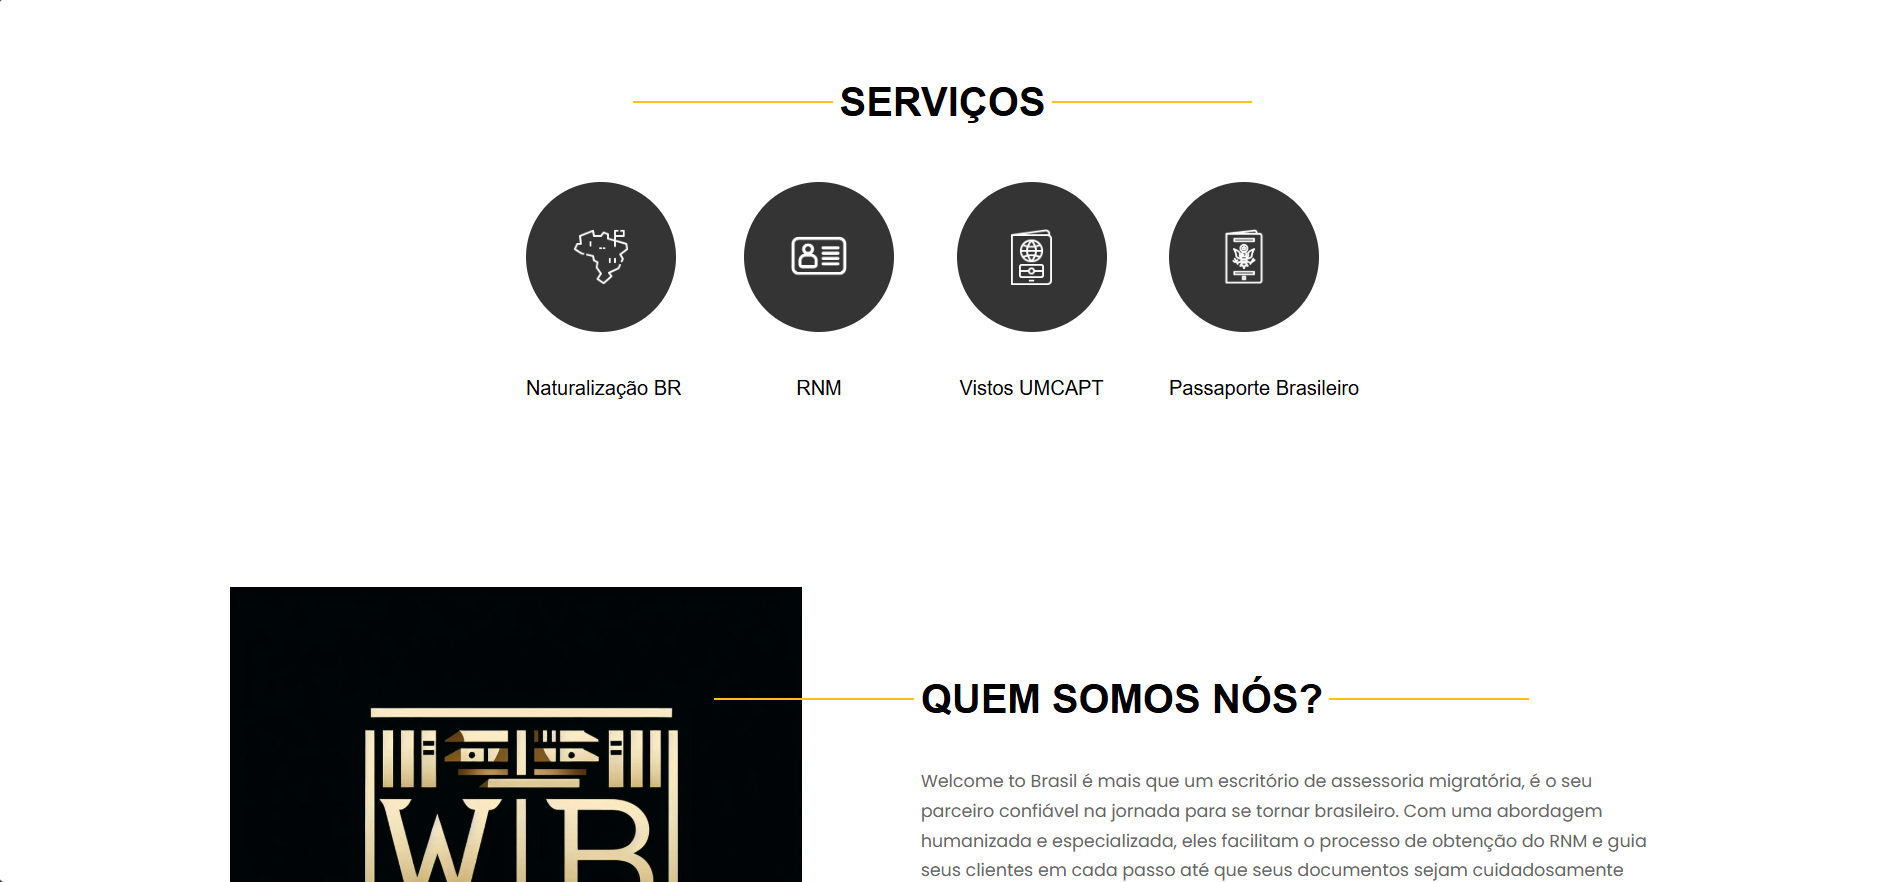 SERVIÇOS
Naturalização BR
RNM
Vistos UMCAPT
Passaporte Brasileiro
W B
QUEM SOMOS NÓS?
Welcome to Brasil é mais que um escritório de assessoria migratória, é o seu
parceiro confiável na jornada para se tornar brasileiro. Com uma abordagem
humanizada e especializada, eles facilitam o processo de obtenção do RNM e guia
seus clientes em cada passo até que seus documentos sejam cuidadosamente